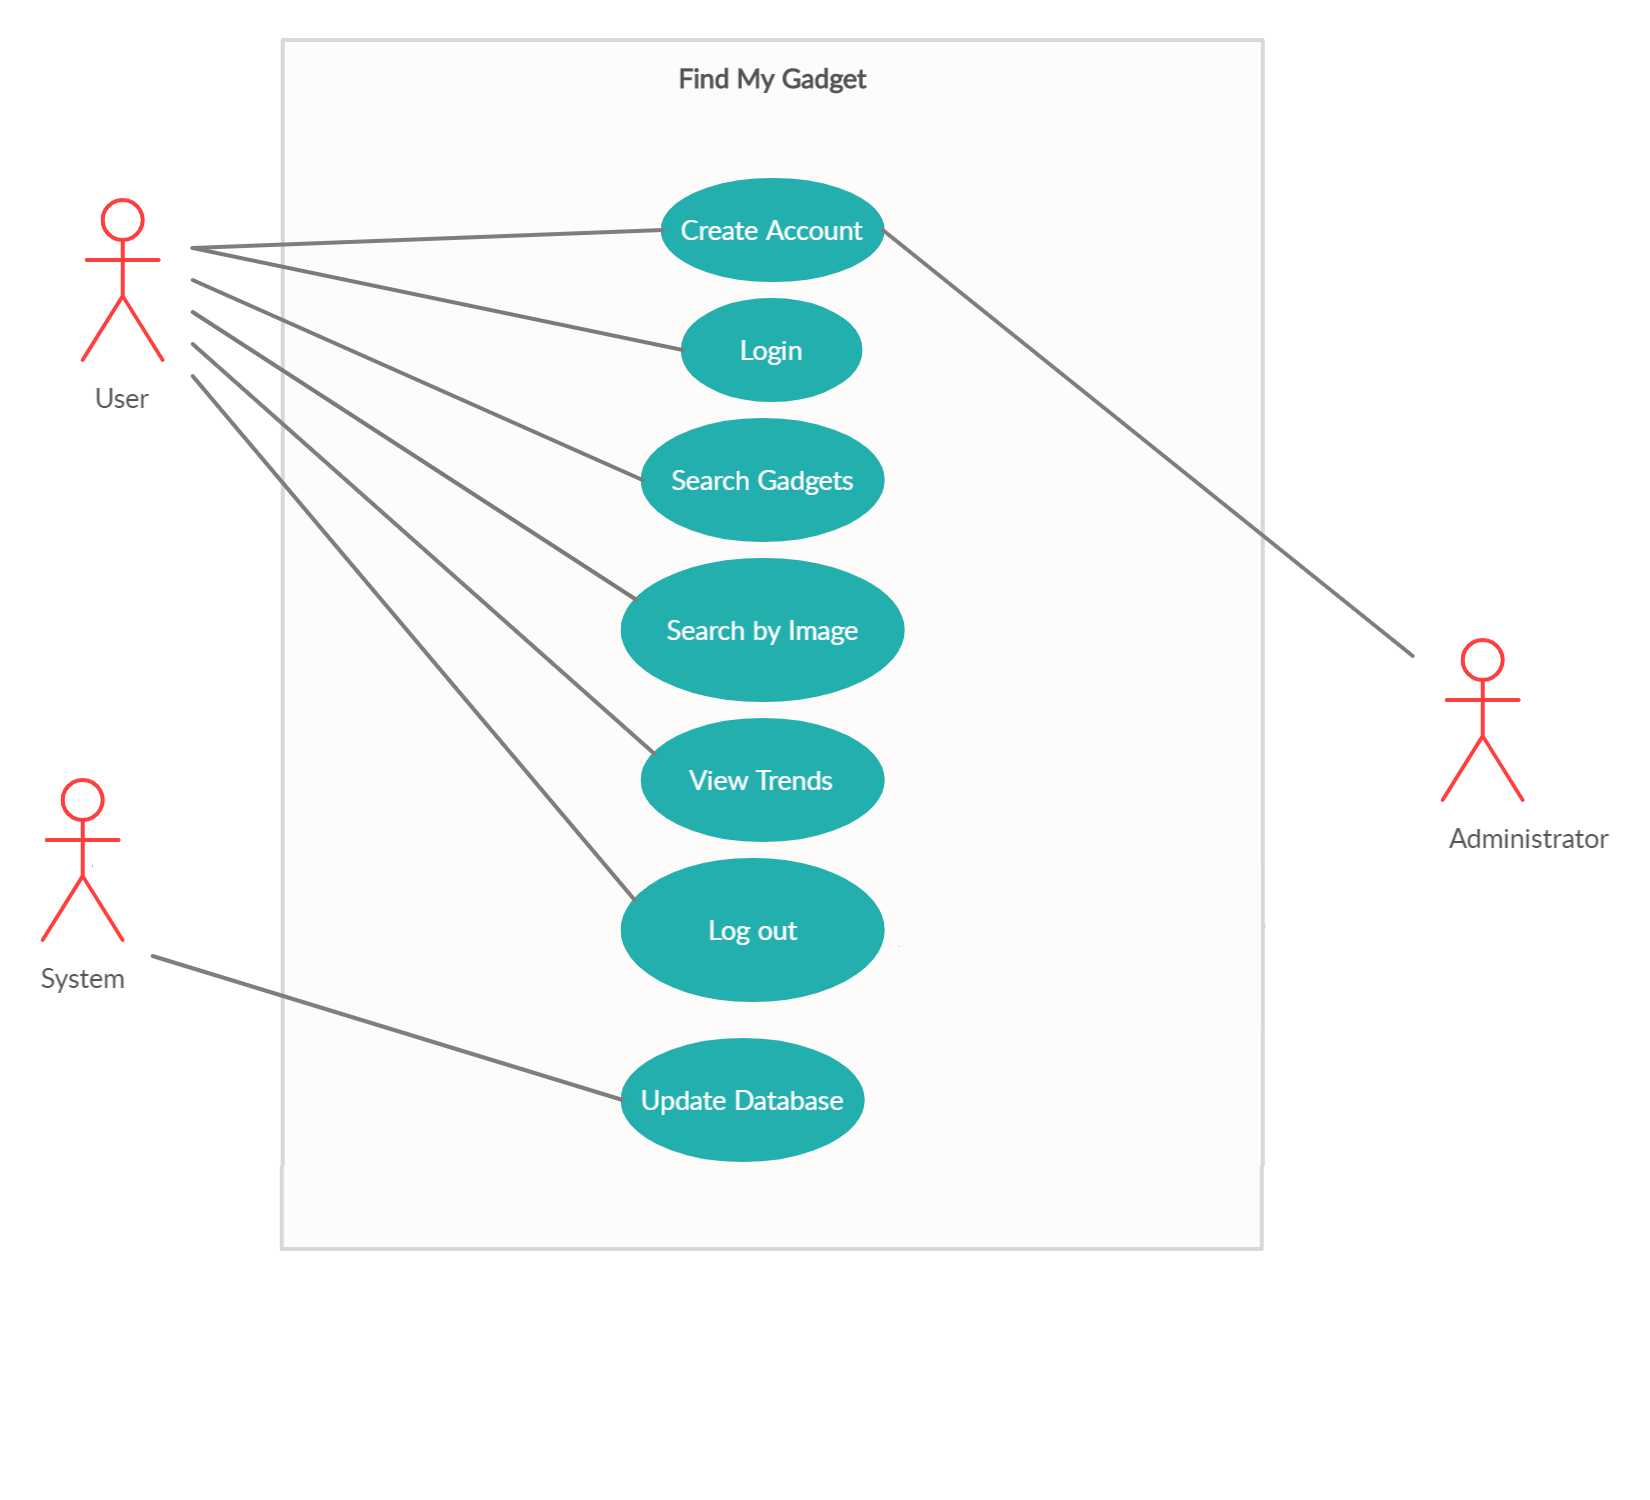 Find My Gadget
Create Account
Login
User
Search Gadgets
Search by Image
View Trends
Administrator
Log out
System
Update Database